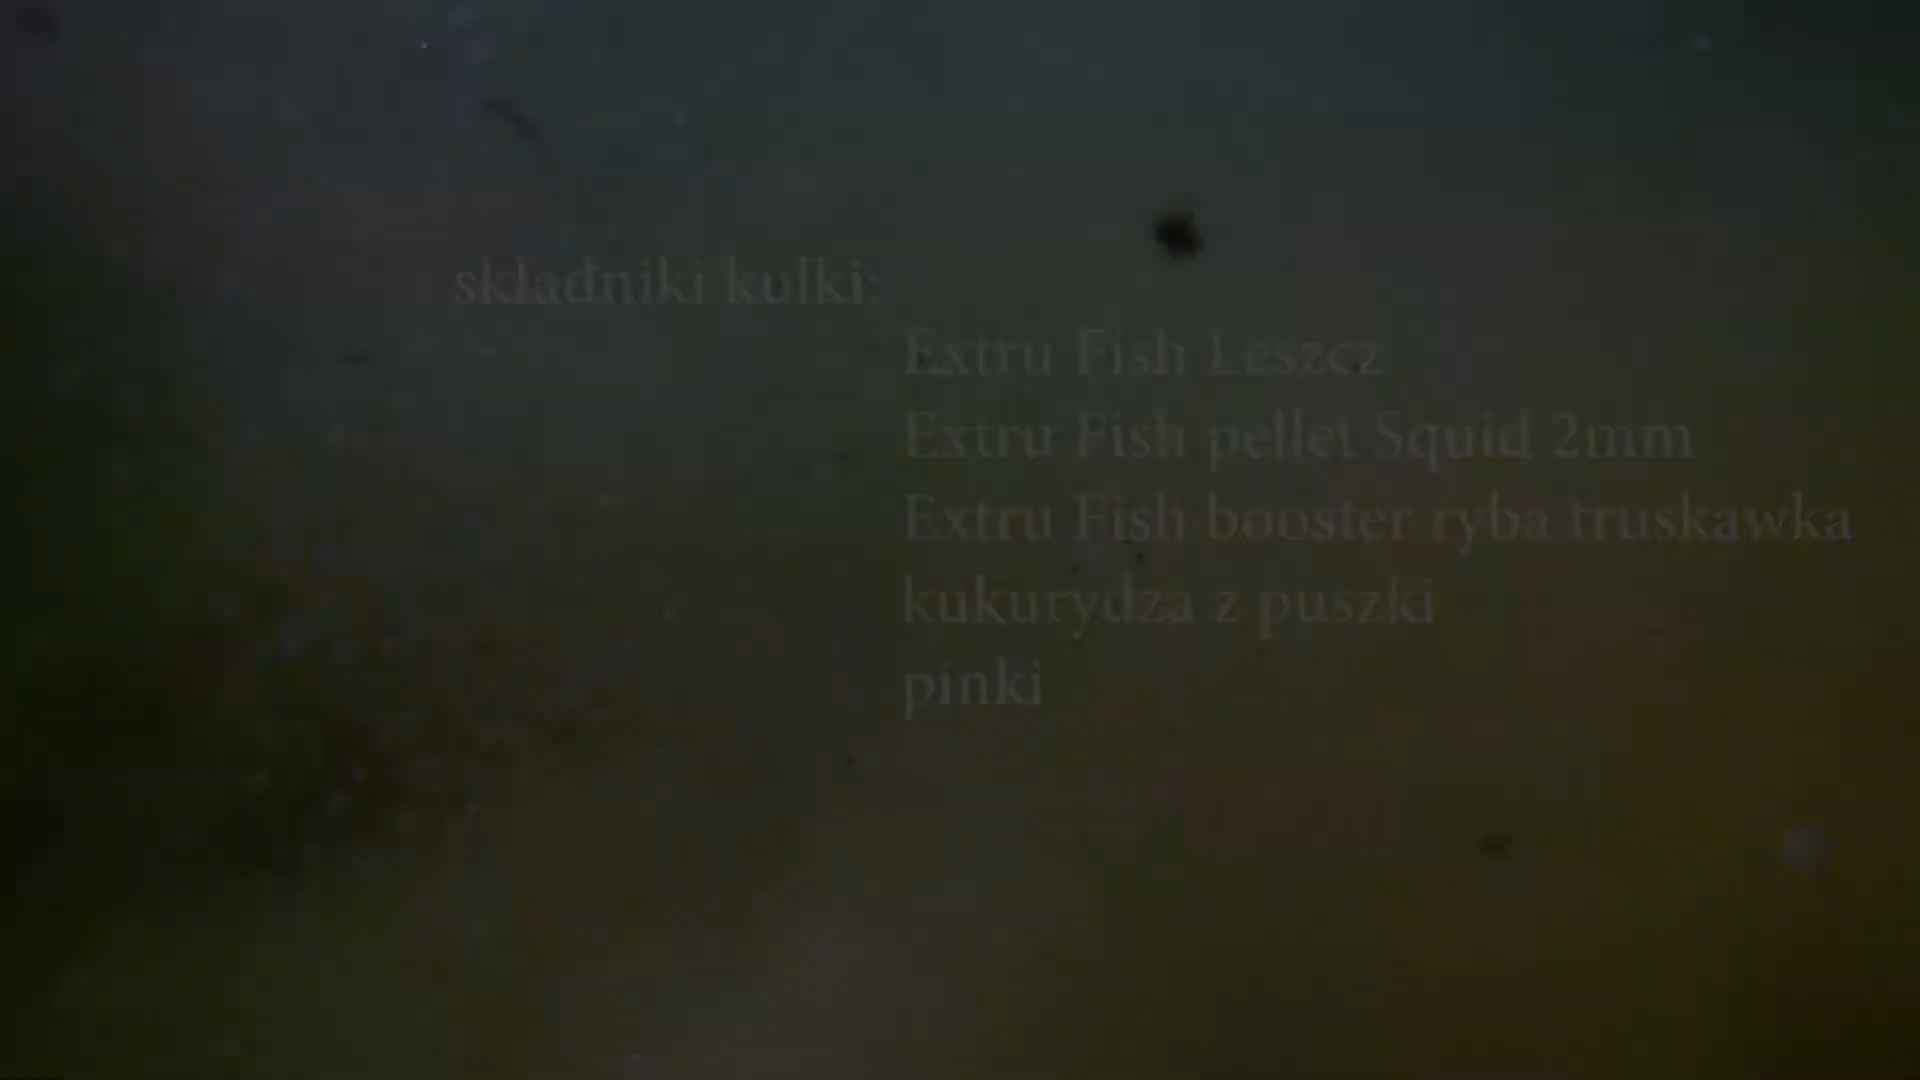 składniki kulki:
Extru Fish Leszcz
Extru Fish pellet Squid 2mm
Extru Fish booster ryba truskawka
kukurydza z puszki
pinki